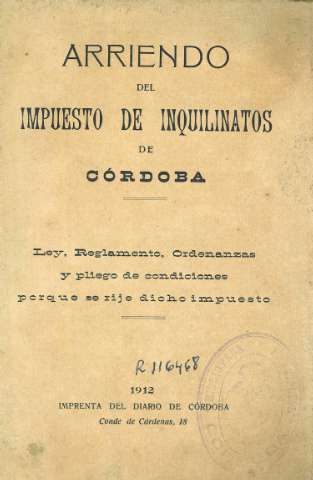 ARRIENDO
DEL
IMPUESTO DE INQUILINATOS
DE
CÓRDOBA
Ley, Reglamento, Ordenanzas
y pliego de condiciones
porque se rije dicho impuesto
R 116468
1912
IMPRENTA DEL DIARIO DE CÓRDOBA
Conde de Cárdenas, 18